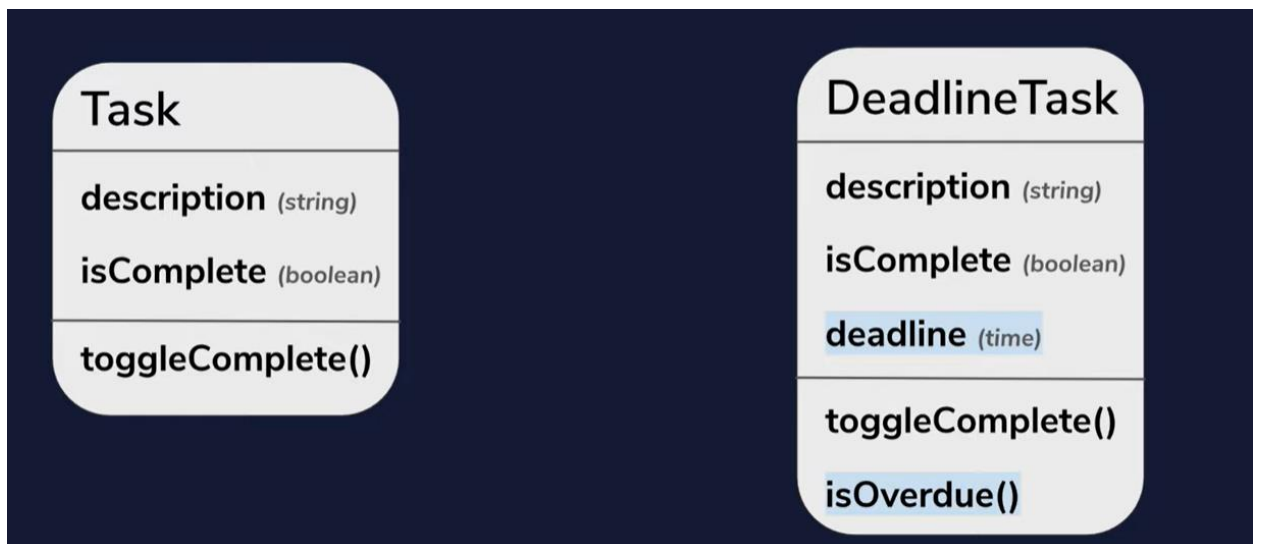 Task
description (string)
isComplete (boolean)
toggleComplete()
DeadlineTask
description (string)
isComplete (boolean)
deadline (time)
toggleComplete()
isOverdue()